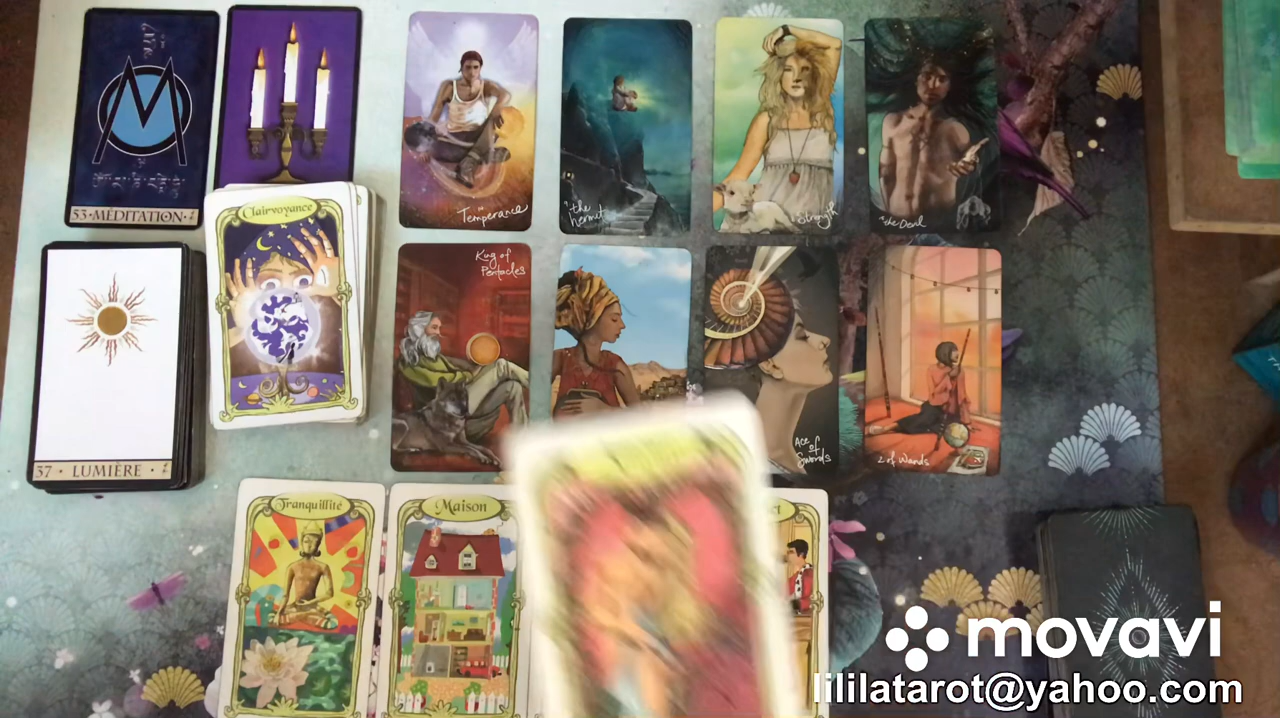 53 • MÉDITATION •
Clairvoyance
Temperance
the
hermit
Strength
the Devil
37 • LUMIÈRE •
King of
Pentacles
Ace
of
Swords
2 of Wands
Tranquillité
Maison
movavi
lililatarot@yahoo.com